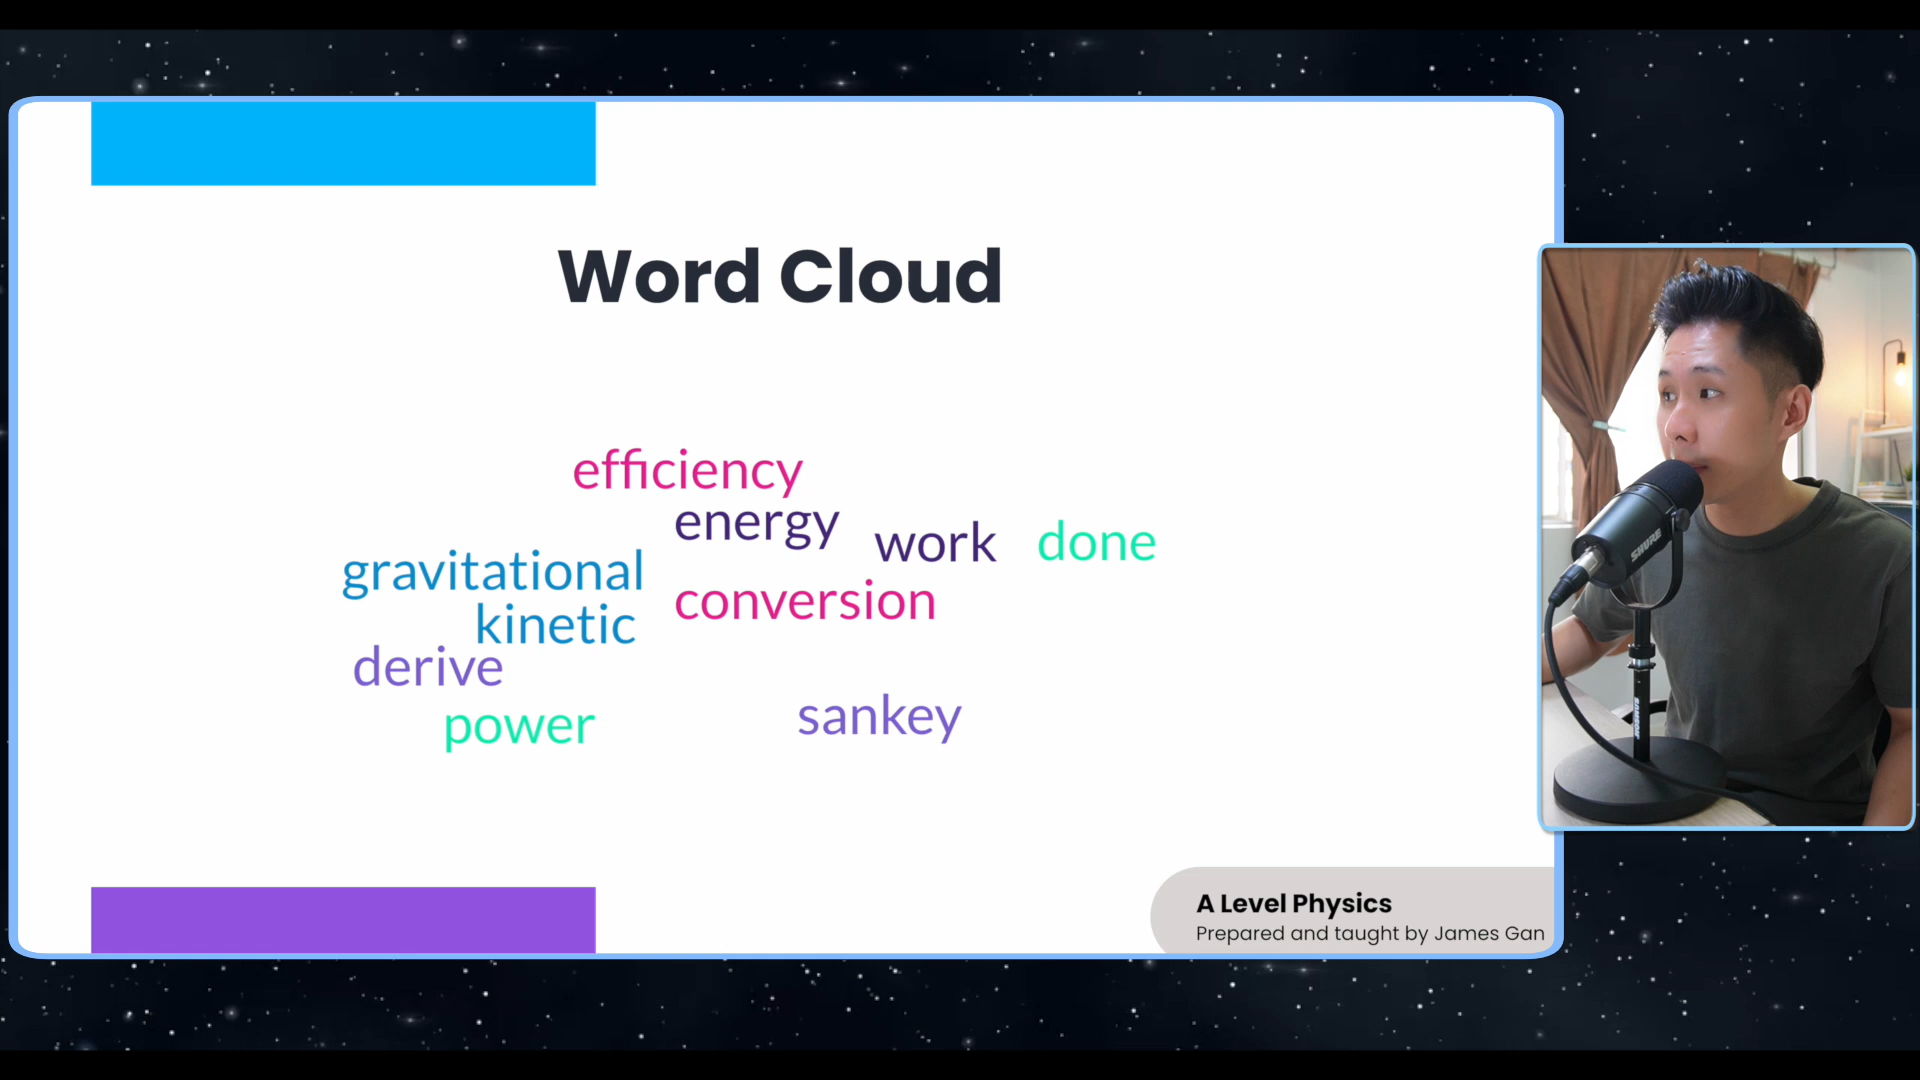 Word Cloud
efficiency
energy
work done
gravitational
conversion
kinetic
derive
sankey
power
A Level Physics
Prepared and taught by James Gan
SHURE
SHURE